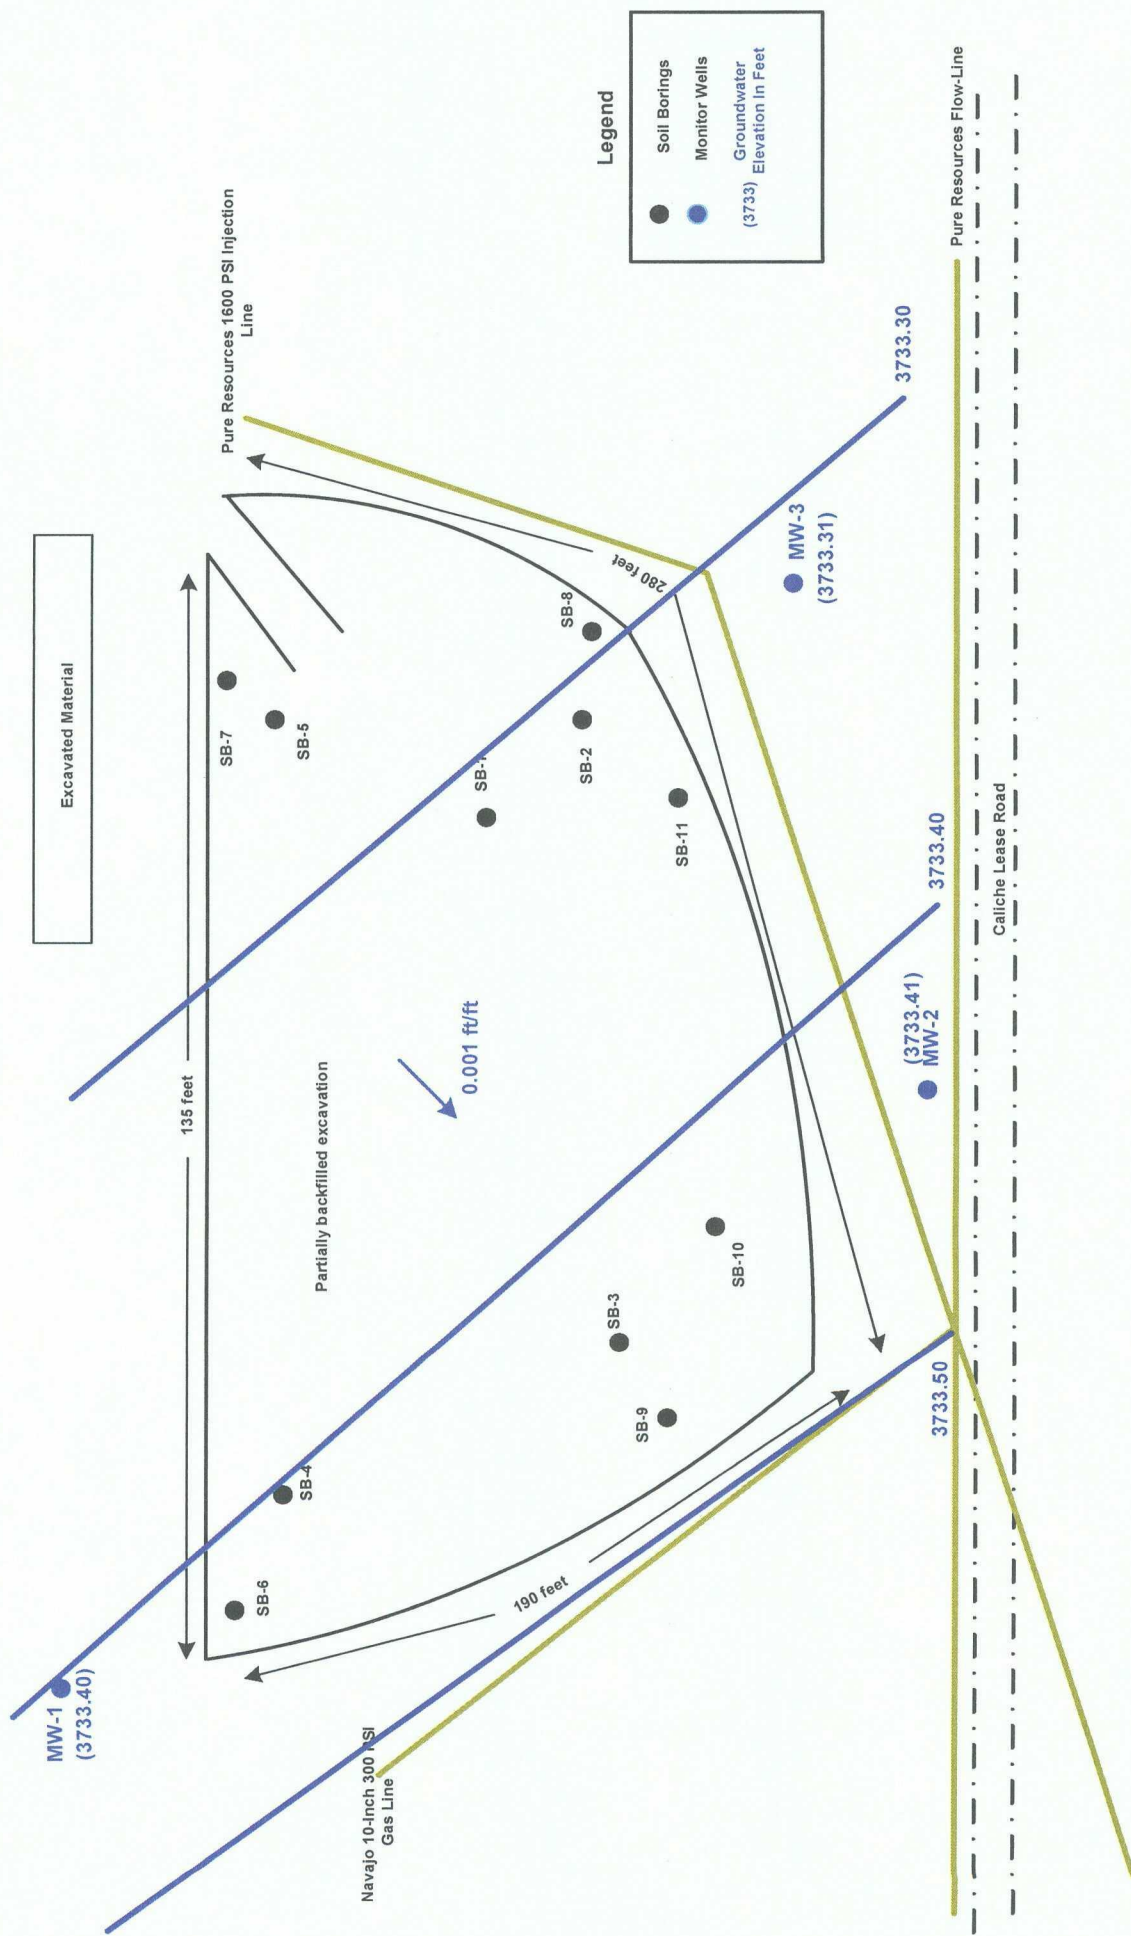 Excavated Material
MW-1
(3733.40)
135 feet
SB-6
SB-4
SB-7
SB-5
Pure Resources 1600 PSI Injection
Line
Partially backfilled excavation
0.001 ft/ft
190 feet
Navajo 10-Inch 300 PSI
Gas Line
SB-9
SB-3
SB-10
SB-1
SB-2
SB-8
SB-11
280 feet
MW-3
(3733.31)
3733.30
(3733.41)
MW-2
3733.40
3733.50
Pure Resources Flow-Line
Caliche Lease Road
Legend
Soil Borings
Monitor Wells
(3733) Groundwater
Elevation In Feet